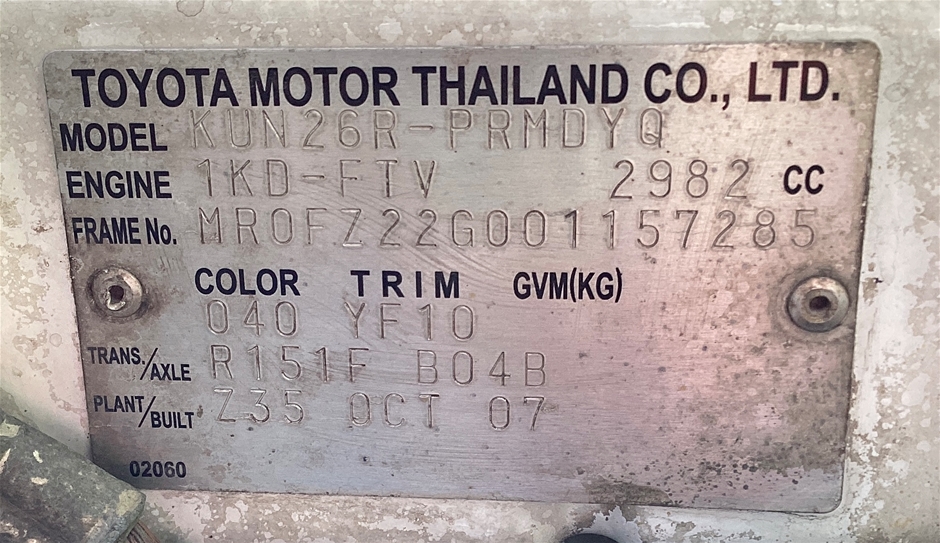 TOYOTA MOTOR THAILAND CO., LTD.
MODEL KUN26R-PRMDYQ
ENGINE 1KD-FTV 2982 CC
FRAME No. MR0FZ22G001157285
COLOR TRIM GVM(KG)
040 YF10
TRANS./AXLE R151F B04B
PLANT/BUILT Z35 OCT 07
02060